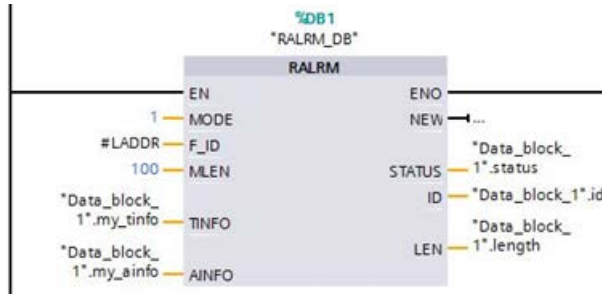 %DB1
"RALRM_DB"
RALRM
EN ENO
1 MODE NEW ...
#LADDR F_ID
100 MLEN
"Data_block_
1".status
STATUS
ID "Data_block_1".id
"Data_block_
1".my_tinfo
TINFO
"Data_block_
1".length
LEN
"Data_block_
1".my_ainfo
AINFO